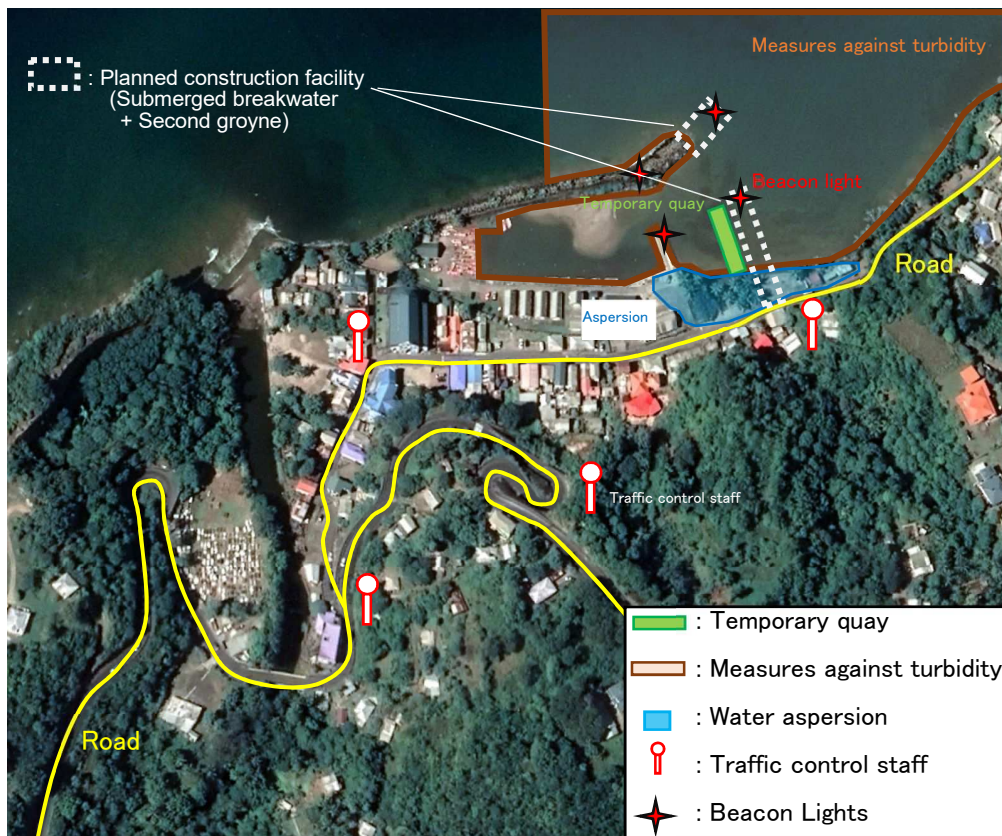 Measures against turbidity
: Planned construction facility
(Submerged breakwater
+ Second groyne)
Beacon light
Temporary quay
Road
Aspersion
Traffic control staff
Road
: Temporary quay
: Measures against turbidity
: Water aspersion
: Traffic control staff
: Beacon Lights